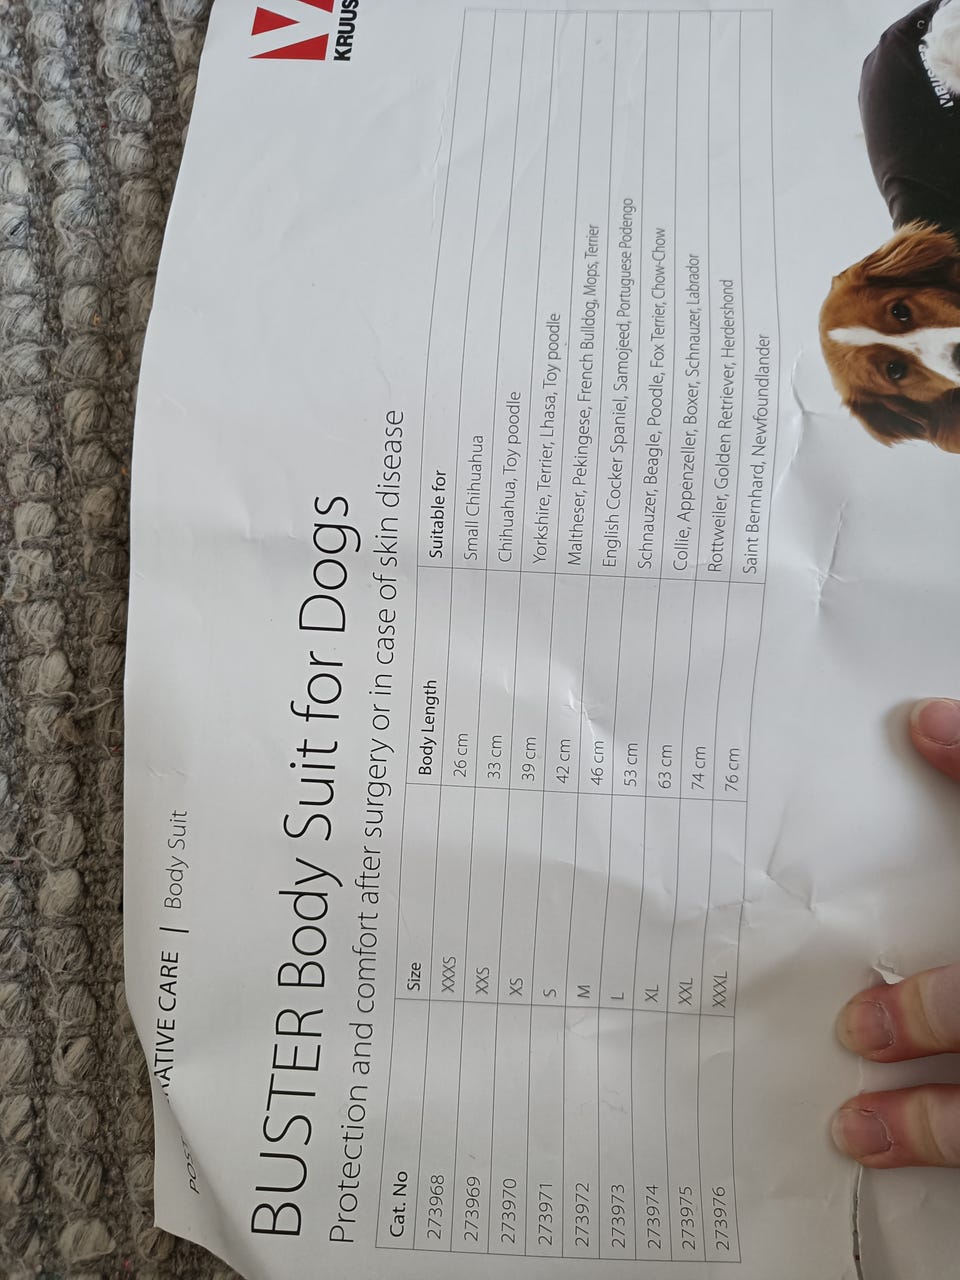 ATIVE CARE | Body Suit
KRUUS
BUSTER Body Suit for Dogs
Protection and comfort after surgery or in case of skin disease
Cat. No Size Body Length Suitable for
273968 XXXS 26 cm Small Chihuahua
273969 XXS 33 cm Chihuahua, Toy poodle
273970 XS 39 cm Yorkshire, Terrier, Lhasa, Toy poodle
273971 S 42 cm Maltheser, Pekingese, French Bulldog, Mops, Terrier
273972 M 46 cm English Cocker Spaniel, Samojeed, Portuguese Podengo
273973 L 53 cm Schnauzer, Beagle, Poodle, Fox Terrier, Chow-Chow
273974 XL 63 cm Collie, Appenzeller, Boxer, Schnauzer, Labrador
273975 XXL 74 cm Rottweiler, Golden Retriever, Herdershond
273976 XXXL 76 cm Saint Bernhard, Newfoundlander